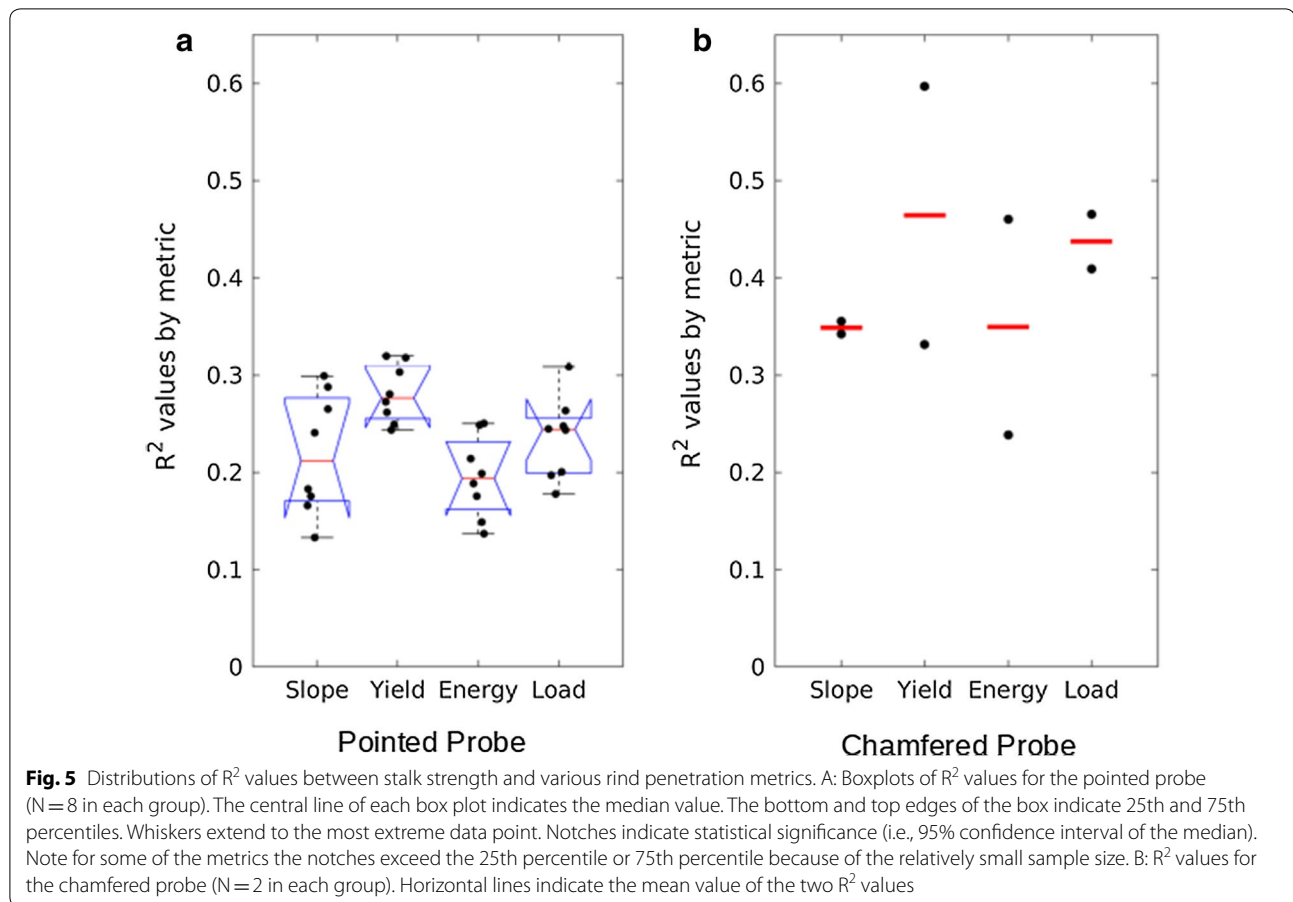 a
b
0.6
0.5
0.4
0.3
0.2
0.1
0
R² values by metric
Slope Yield Energy Load
Pointed Probe
0.6
0.5
0.4
0.3
0.2
0.1
0
R² values by metric
Slope Yield Energy Load
Chamfered Probe
Fig. 5 Distributions of R² values between stalk strength and various rind penetration metrics. A: Boxplots of R² values for the pointed probe
(N = 8 in each group). The central line of each box plot indicates the median value. The bottom and top edges of the box indicate 25th and 75th
percentiles. Whiskers extend to the most extreme data point. Notches indicate statistical significance (i.e., 95% confidence interval of the median).
Note for some of the metrics the notches exceed the 25th percentile or 75th percentile because of the relatively small sample size. B: R² values for
the chamfered probe (N = 2 in each group). Horizontal lines indicate the mean value of the two R² values